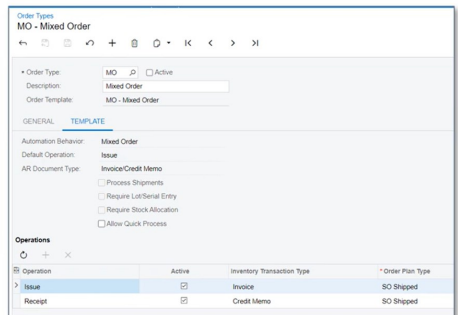 Order Types
MO - Mixed Order
* Order Type: MO Active
Description: Mixed Order
Order Template: MO - Mixed Order
GENERAL TEMPLATE
Automation Behavior: Mixed Order
Default Operation: Issue
AR Document Type: Invoice/Credit Memo
Process Shipments
Require Lot/Serial Entry
Require Stock Allocation
Allow Quick Process
Operations
Operation Active Inventory Transaction Type * Order Plan Type
Issue Invoice SO Shipped
Receipt Credit Memo SO Shipped